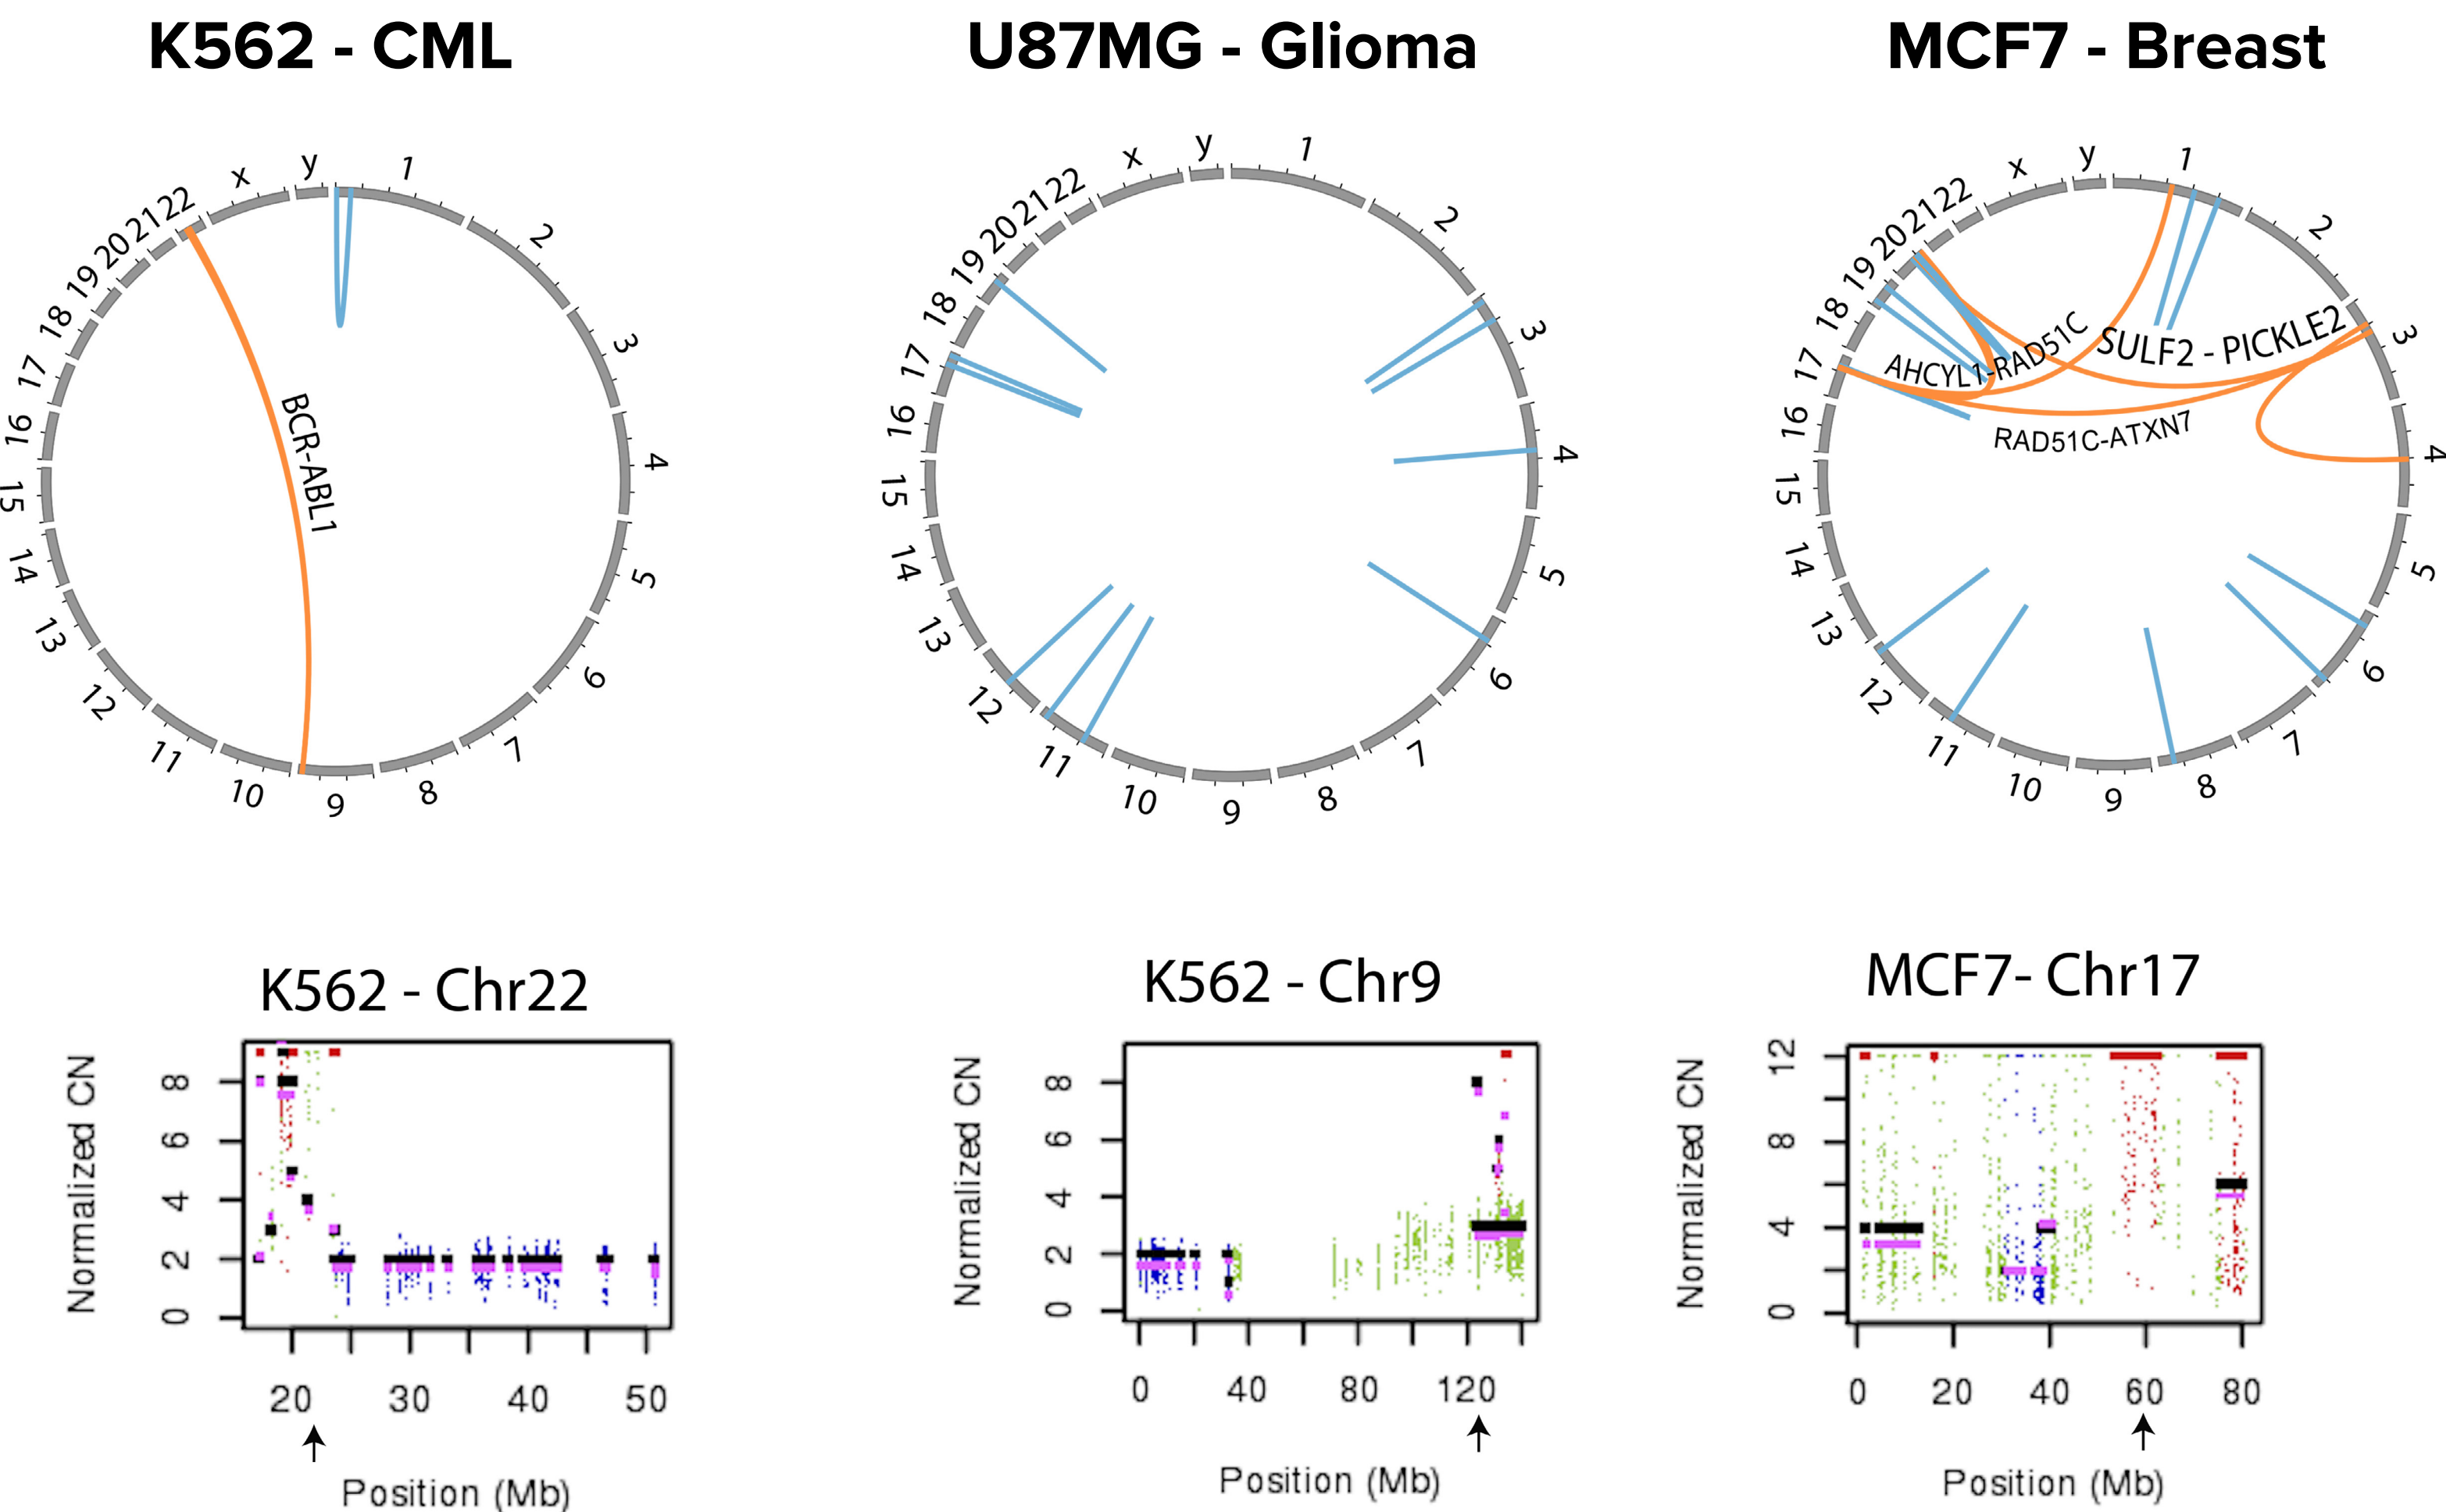 K562 - CML
U87MG - Glioma
MCF7 - Breast
x y 1 2 3 4 5 6 7 8 9 10 11 12 13 14 15 16 17 18 19 20 21 22
BCR-ABL1
x y 1 2 3 4 5 6 7 8 9 10 11 12 13 14 15 16 17 18 19 20 21 22
x y 1 2 3 4 5 6 7 8 9 10 11 12 13 14 15 16 17 18 19 20 21 22
AHCYL1-RAD51C
SULF2 - PICKLE2
RAD51C-ATXN7
K562 - Chr22
Normalized CN
0 2 4 6 8
20 30 40 50
Position (Mb)
K562 - Chr9
Normalized CN
0 2 4 6 8
0 40 80 120
Position (Mb)
MCF7- Chr17
Normalized CN
0 4 8 12
0 20 40 60 80
Position (Mb)